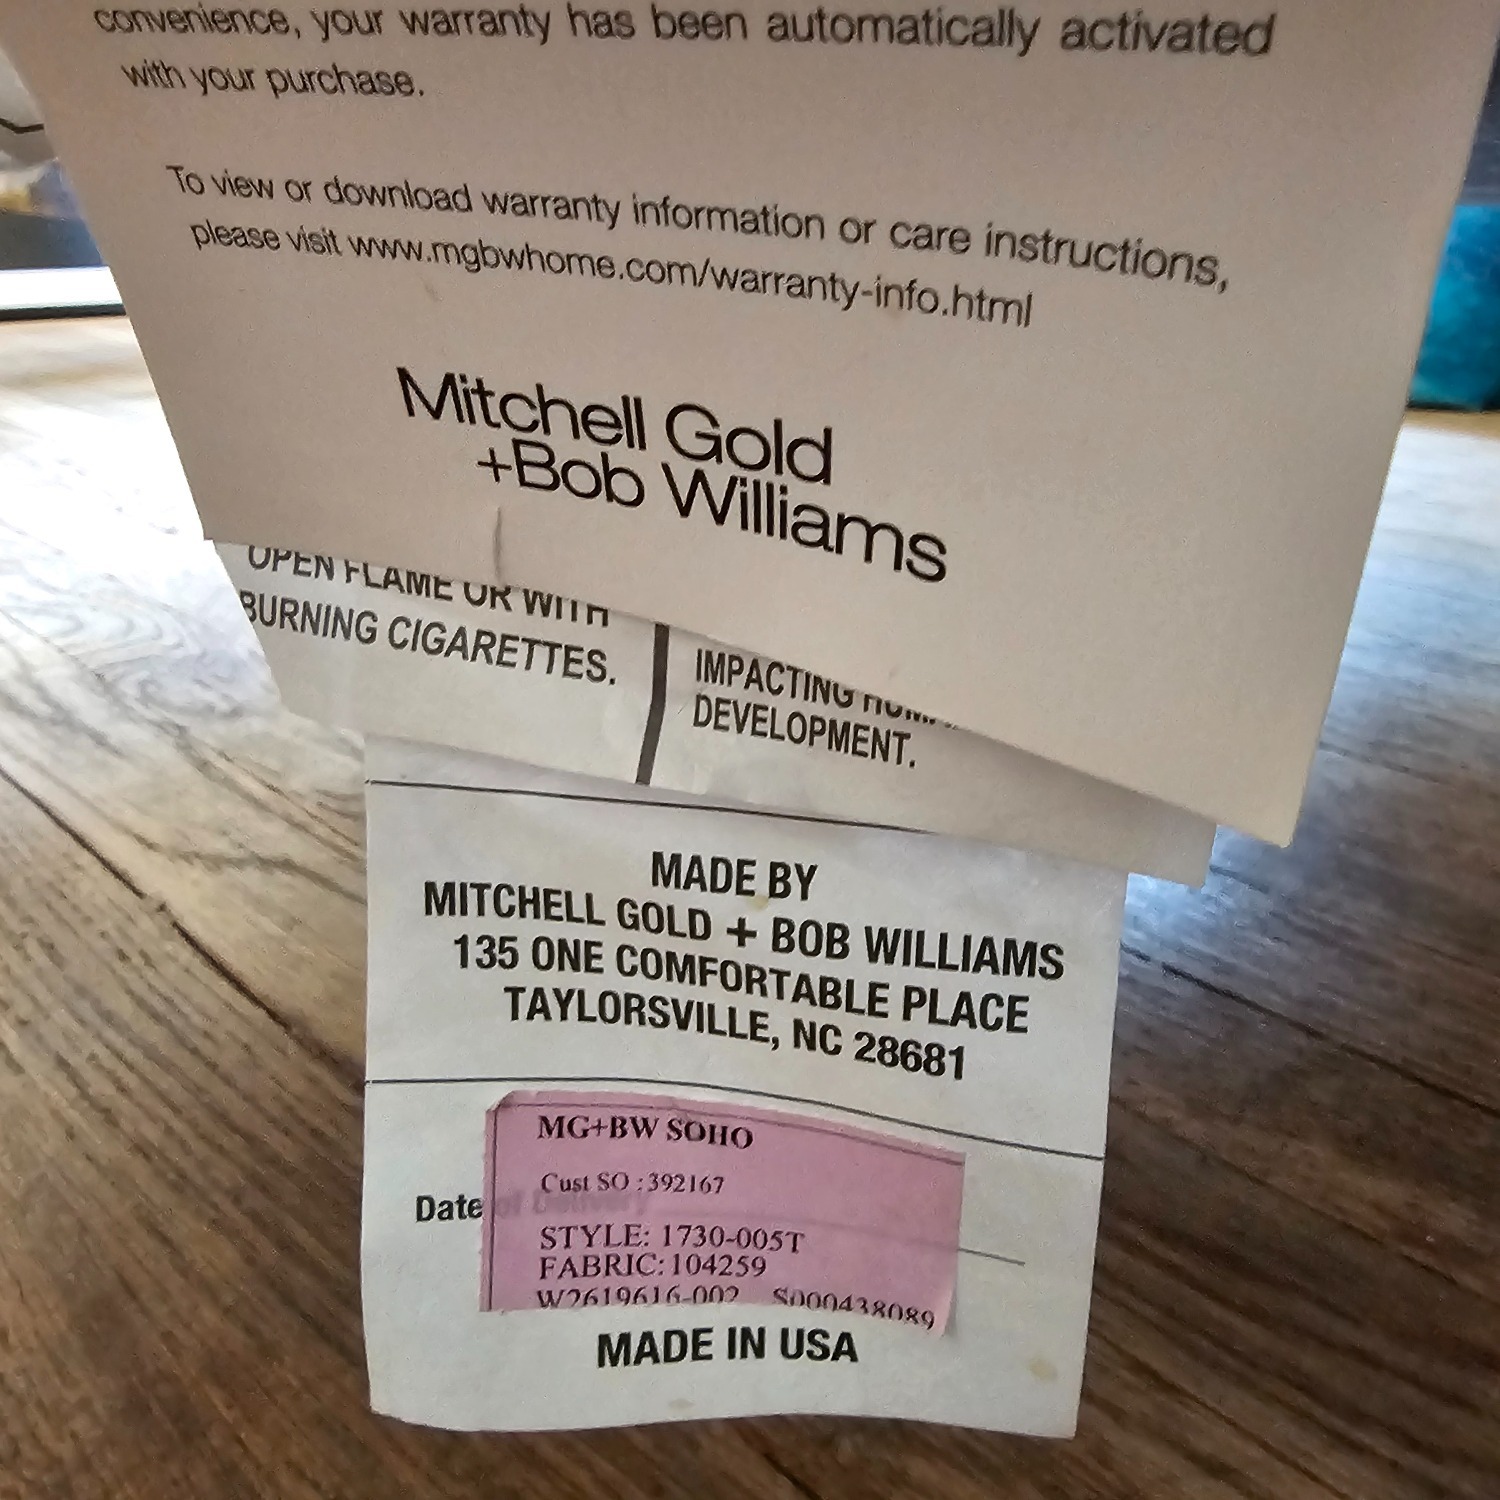 convenience, your warranty has been automatically activated
with your purchase.
To view or download warranty information or care instructions,
please visit www.mgbwhome.com/warranty-info.html
Mitchell Gold
+Bob Williams
OPEN FLAME OR WITH
BURNING CIGARETTES.
IMPACTING
DEVELOPMENT.
MADE BY
MITCHELL GOLD + BOB WILLIAMS
135 ONE COMFORTABLE PLACE
TAYLORSVILLE, NC 28681
MG+BW SOHO
Cust SO :392167
Date of Delivery
STYLE: 1730-005T
FABRIC:104259
W2619616-002 S000438089
MADE IN USA